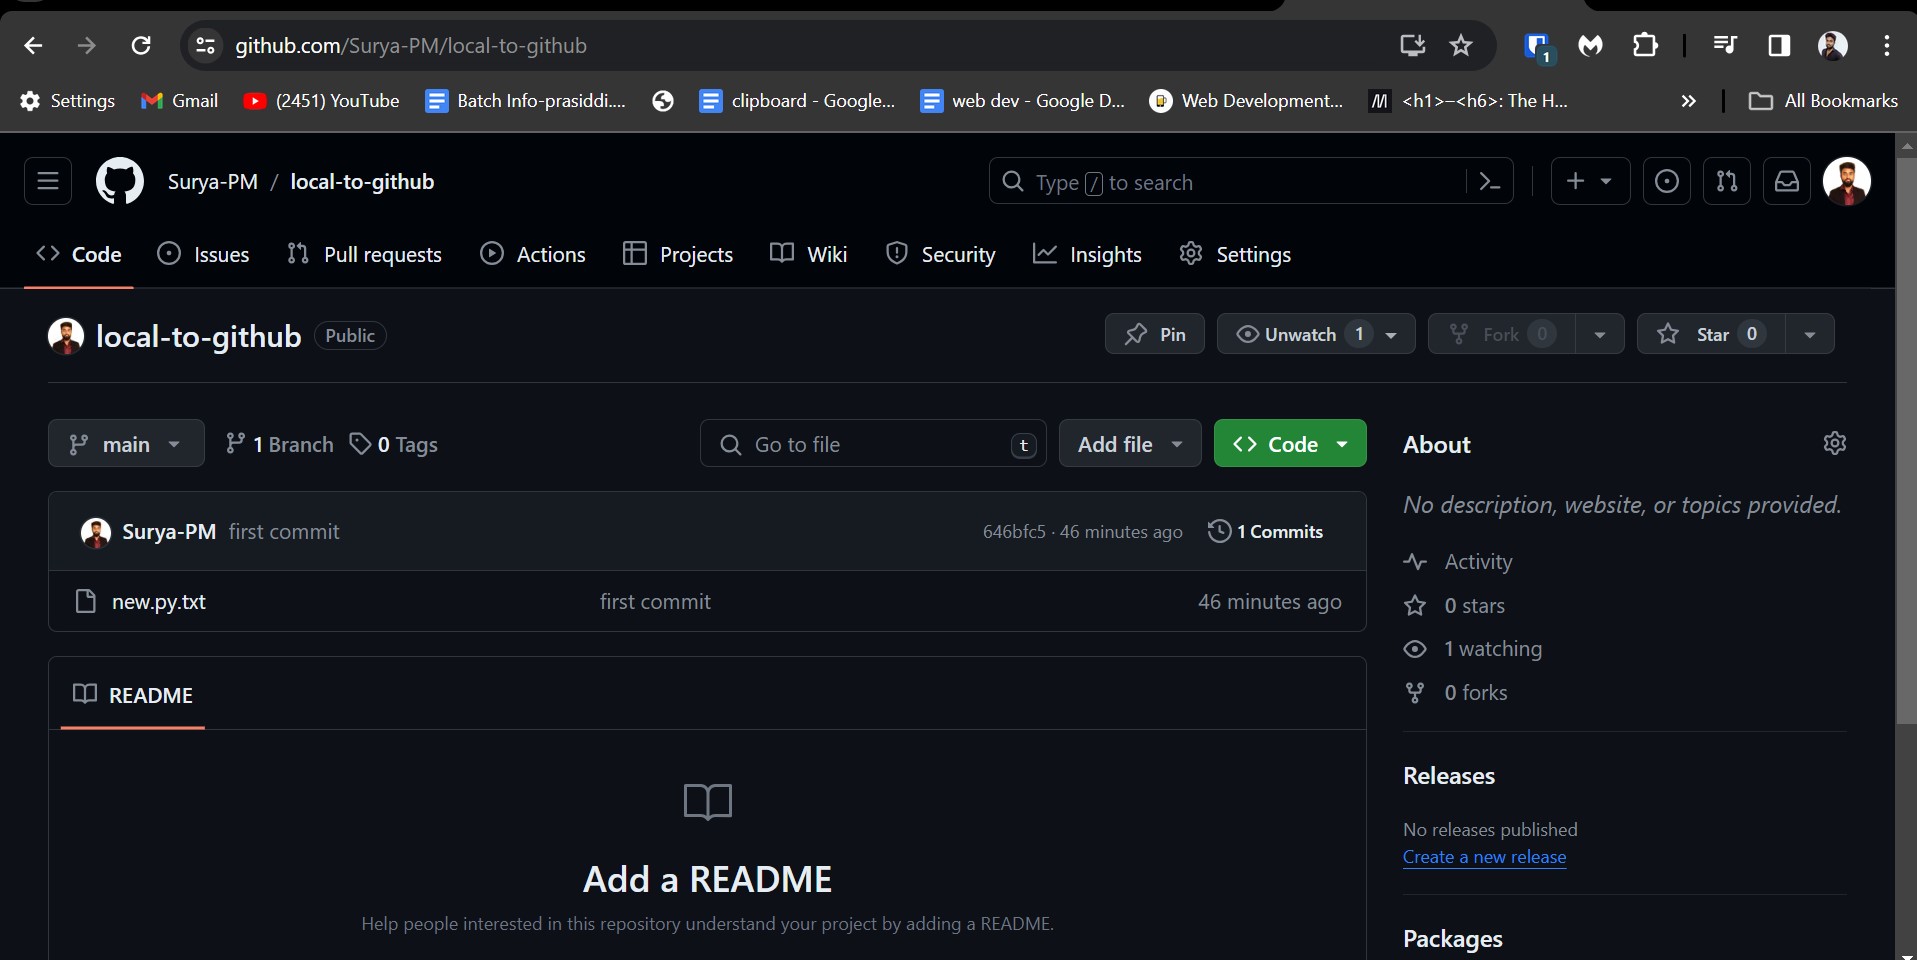 github.com/Surya-PM/local-to-github
1
Settings
Gmail
(2451) YouTube
Batch Info-prasiddi....
clipboard - Google...
web dev - Google D...
Web Development...
<h1>–<h6>: The H...
All Bookmarks
Surya-PM / local-to-github
Type / to search
Code
Issues
Pull requests
Actions
Projects
Wiki
Security
Insights
Settings
local-to-github
Public
Pin
Unwatch 1
Fork 0
Star 0
main
1 Branch
0 Tags
Go to file
t
Add file
<> Code
About
No description, website, or topics provided.
Surya-PM first commit
646bfc5 · 46 minutes ago
1 Commits
new.py.txt
first commit
46 minutes ago
Activity
0 stars
1 watching
0 forks
README
Releases
No releases published
Create a new release
Add a README
Help people interested in this repository understand your project by adding a README.
Packages